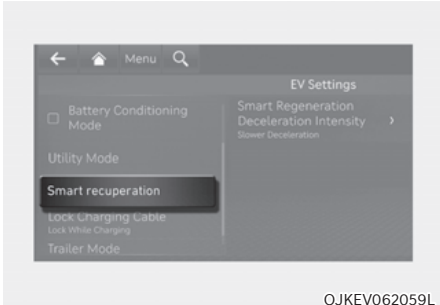 Menu
EV Settings
Battery Conditioning
Mode
Utility Mode
Smart recuperation
Lock Charging Cable
Lock While Charging
Trailer Mode
Smart Regeneration
Deceleration Intensity
Slower Deceleration
OJKEV062059L